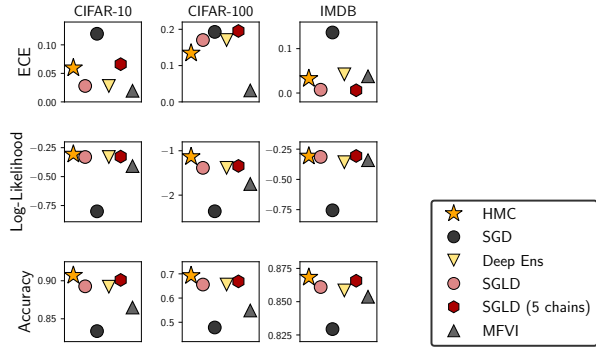 CIFAR-10 CIFAR-100 IMDB
ECE
0.10
0.05
0.00
0.2
0.1
0.0
0.1
0.0
Log-Likelihood
−0.25
−0.50
−0.75
−1
−2
−0.25
−0.50
−0.75
Accuracy
0.90
0.85
0.7
0.6
0.5
0.875
0.850
0.825
HMC
SGD
Deep Ens
SGLD
SGLD (5 chains)
MFVI